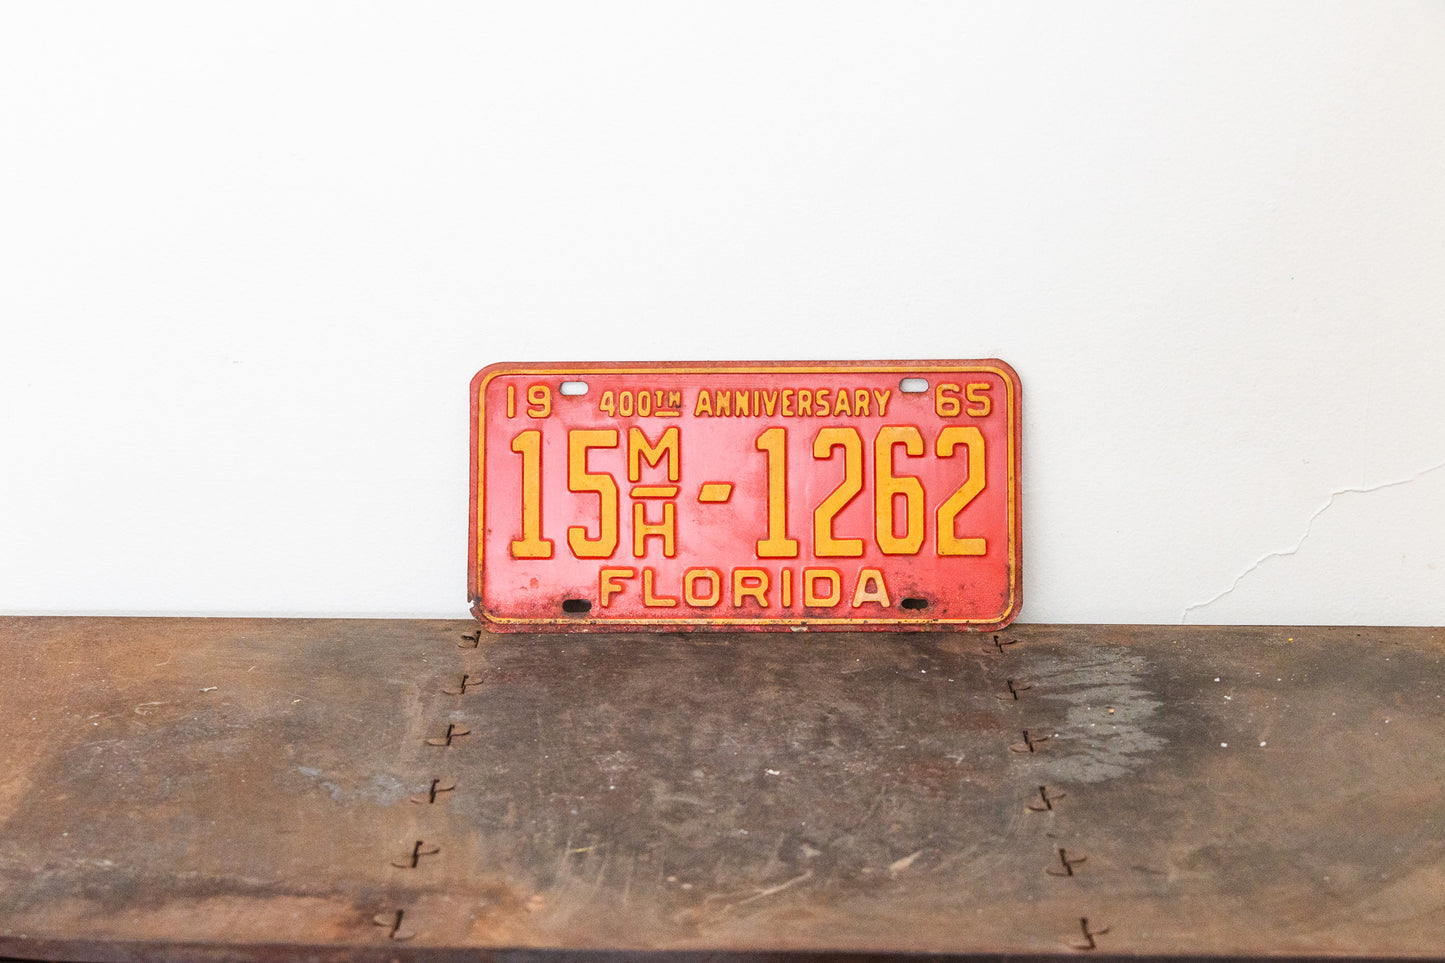 19 400TH ANNIVERSARY 65
15 M/H - 1262
FLORIDA